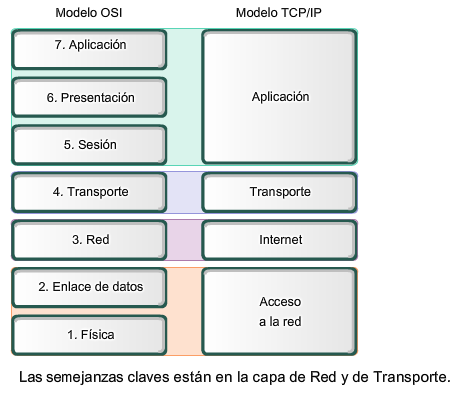 Modelo OSI
Modelo TCP/IP
7. Aplicación
6. Presentación
5. Sesión
Aplicación
4. Transporte
Transporte
3. Red
Internet
2. Enlace de datos
1. Física
Acceso
a la red
Las semejanzas claves están en la capa de Red y de Transporte.